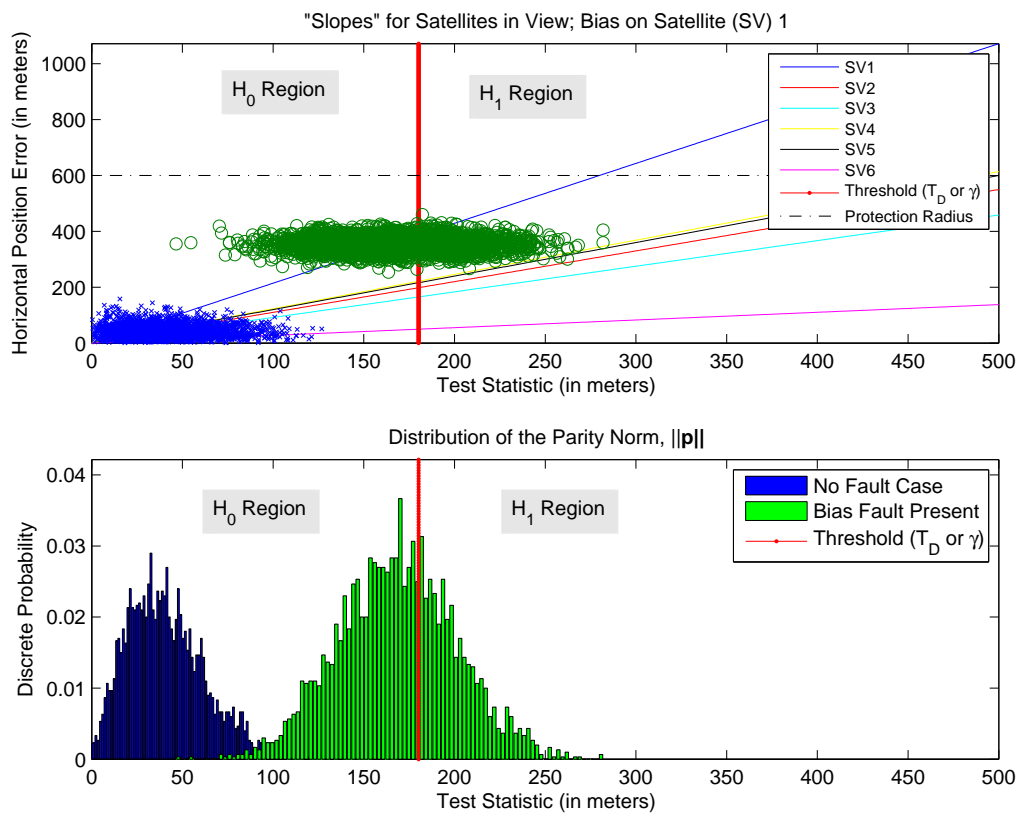 "Slopes" for Satellites in View; Bias on Satellite (SV) 1
Horizontal Position Error (in meters)
1000
800
600
400
200
0
H0 Region
H1 Region
SV1
SV2
SV3
SV4
SV5
SV6
Threshold (TD or γ)
Protection Radius
0 50 100 150 200 250 300 350 400 450 500
Test Statistic (in meters)
Distribution of the Parity Norm, ||p||
Discrete Probability
0.04
0.03
0.02
0.01
0
H0 Region
H1 Region
No Fault Case
Bias Fault Present
Threshold (TD or γ)
0 50 100 150 200 250 300 350 400 450 500
Test Statistic (in meters)